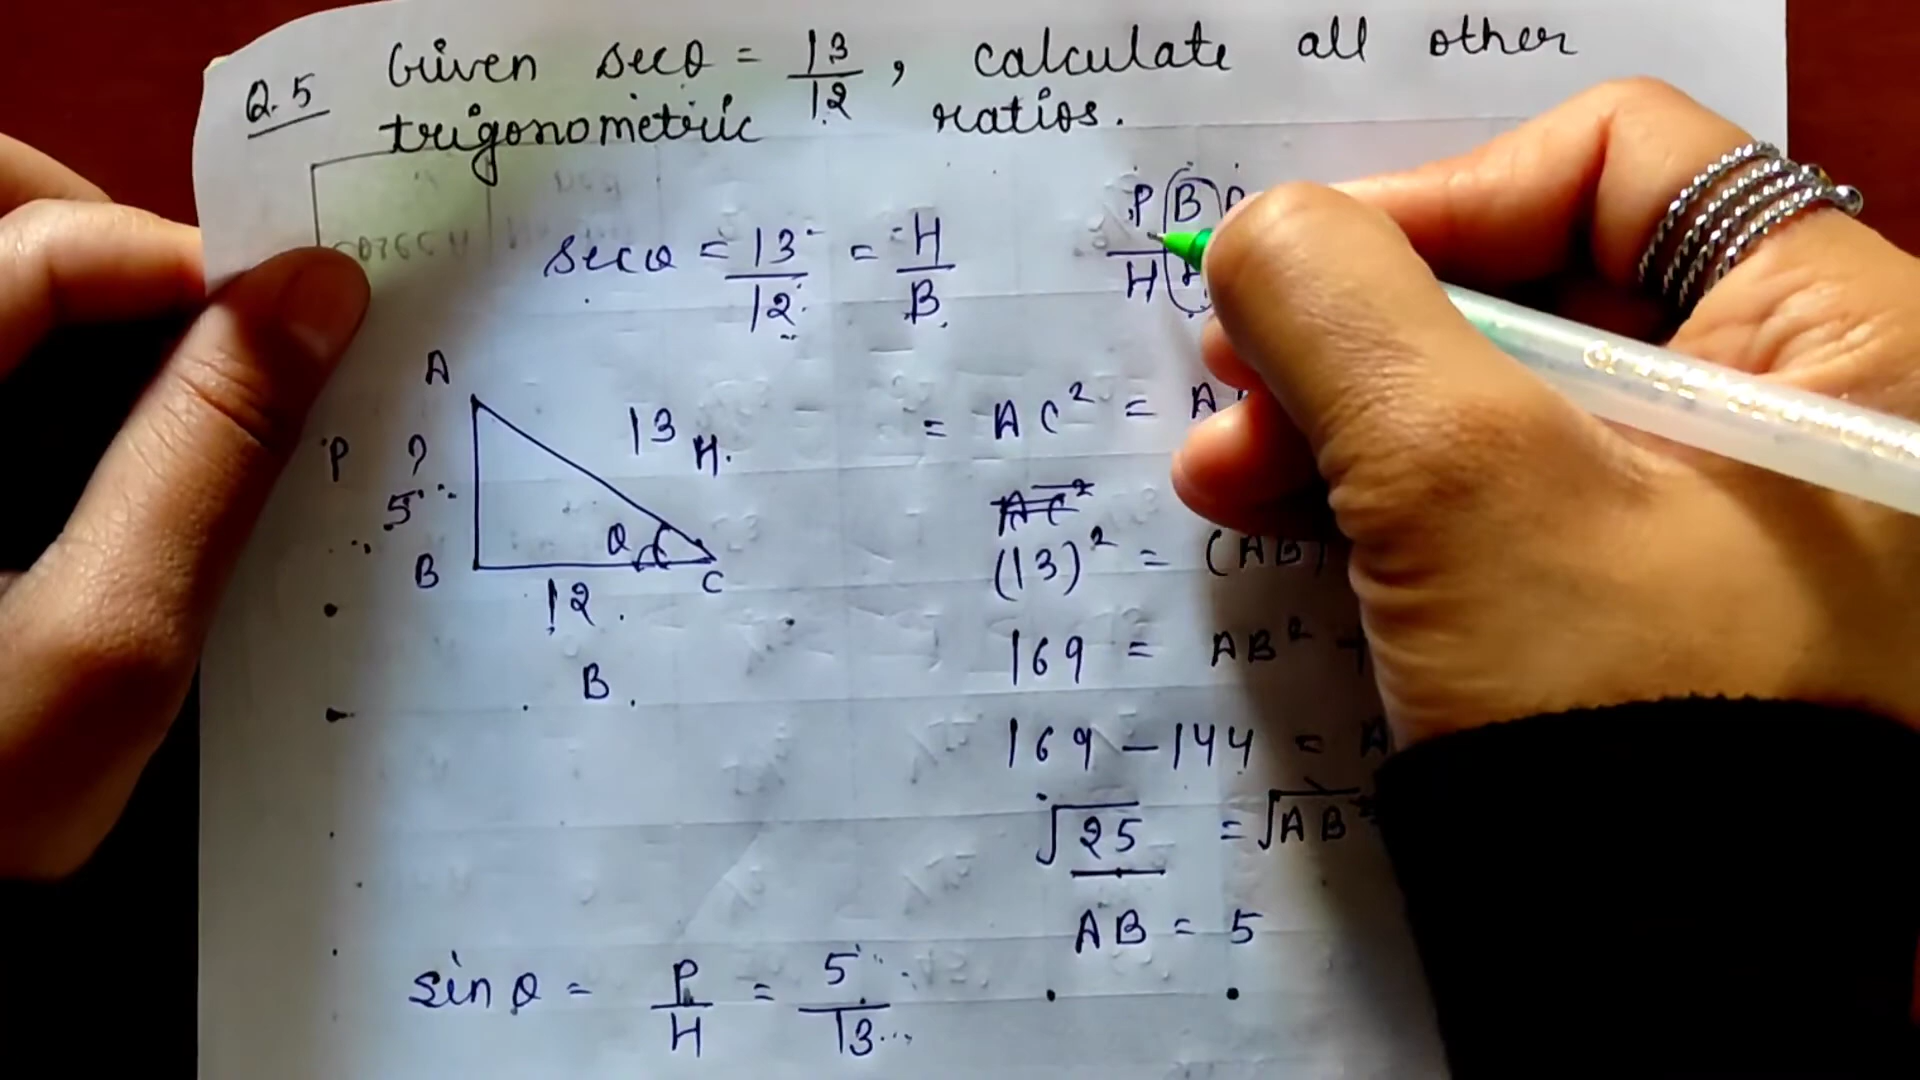 Q.5 Given secθ = 13/12, calculate all other
trigonometric ratios.
P B
H
secθ = 13/12 = H/B
A
13 H.
P ?
5
B θ C
12
B.
= AC² =
(13)² = (AB)
169 = AB² +
169 - 144 = A
√25 = √AB²
AB = 5
sin θ = P/H = 5/13